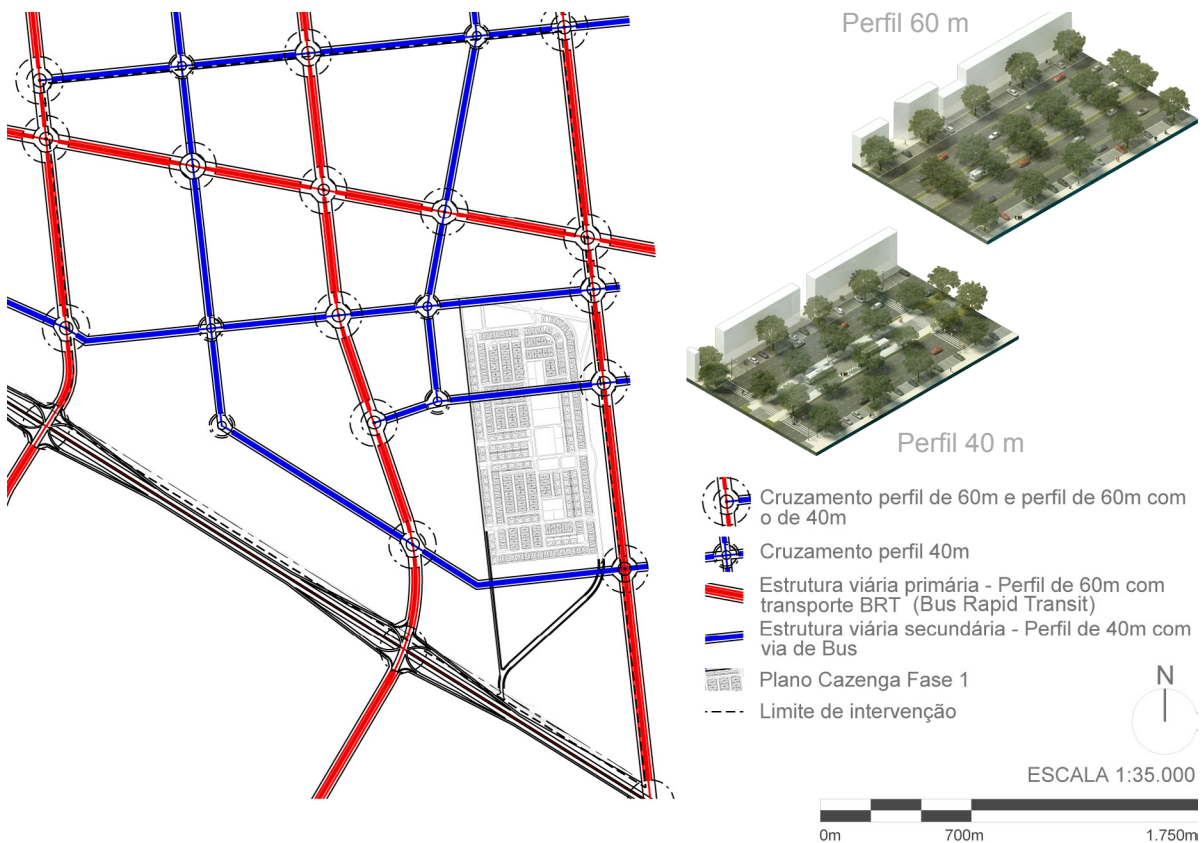 Perfil 60 m
Perfil 40 m
Cruzamento perfil de 60m e perfil de 60m com
o de 40m
Cruzamento perfil 40m
Estrutura viária primária - Perfil de 60m com
transporte BRT (Bus Rapid Transit)
Estrutura viária secundária - Perfil de 40m com
via de Bus
Plano Cazenga Fase 1
Limite de intervenção
N
ESCALA 1:35.000
0m 700m 1.750m